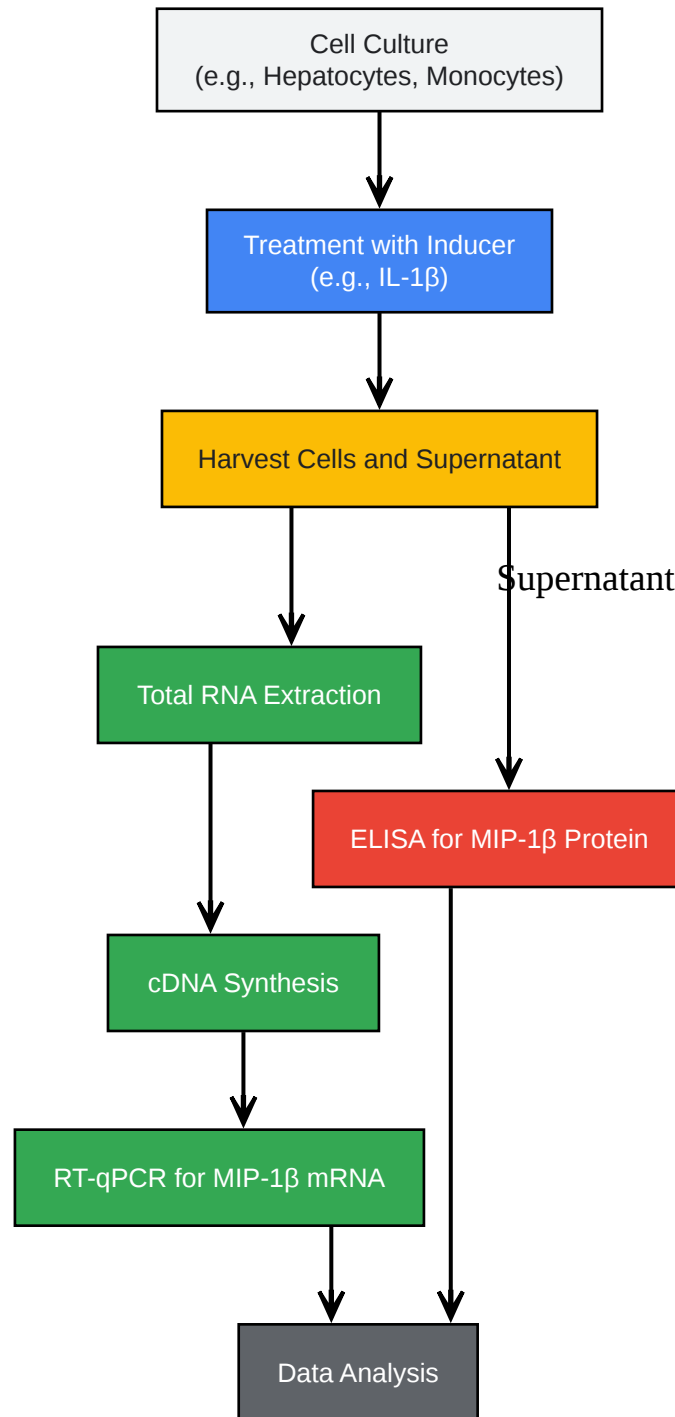 Cell Culture
(e.g., Hepatocytes, Monocytes)
Treatment with Inducer
(e.g., IL-1β)
Harvest Cells and Supernatant
Supernatant
Total RNA Extraction
ELISA for MIP-1β Protein
cDNA Synthesis
RT-qPCR for MIP-1β mRNA
Data Analysis